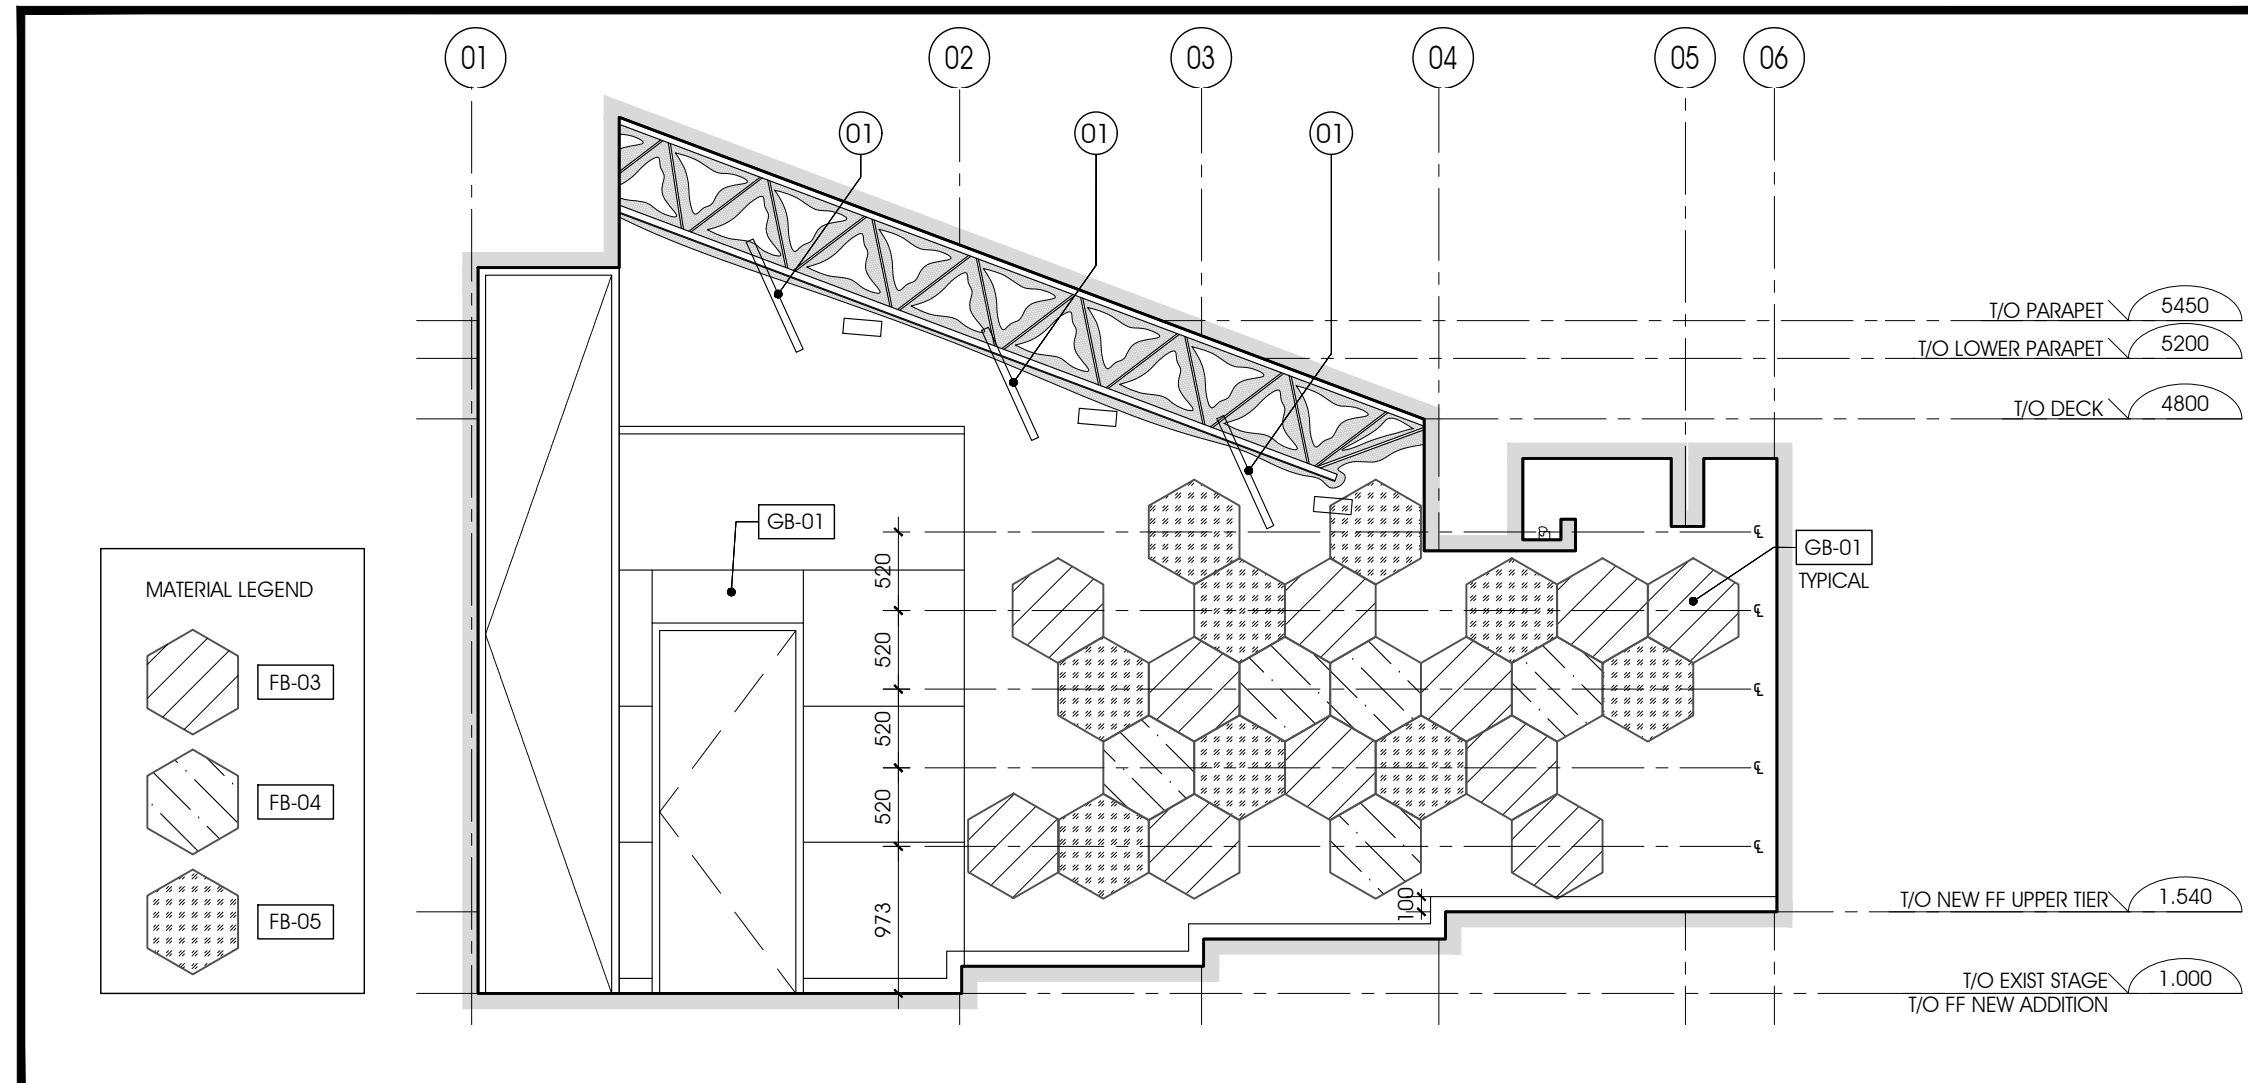 01
02
03
04
05
06
01
01
01
T/O PARAPET 5450
T/O LOWER PARAPET 5200
T/O DECK 4800
GB-01
GB-01
TYPICAL
520
520
520
520
973
100
℄
℄
℄
℄
℄
MATERIAL LEGEND
FB-03
FB-04
FB-05
T/O NEW FF UPPER TIER 1.540
T/O EXIST STAGE 1.000
T/O FF NEW ADDITION